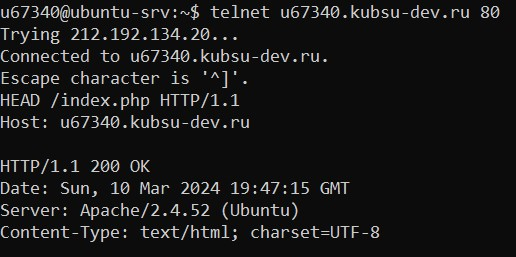 u67340@ubuntu-srv:~$ telnet u67340.kubsu-dev.ru 80
Trying 212.192.134.20...
Connected to u67340.kubsu-dev.ru.
Escape character is '^]'.
HEAD /index.php HTTP/1.1
Host: u67340.kubsu-dev.ru

HTTP/1.1 200 OK
Date: Sun, 10 Mar 2024 19:47:15 GMT
Server: Apache/2.4.52 (Ubuntu)
Content-Type: text/html; charset=UTF-8